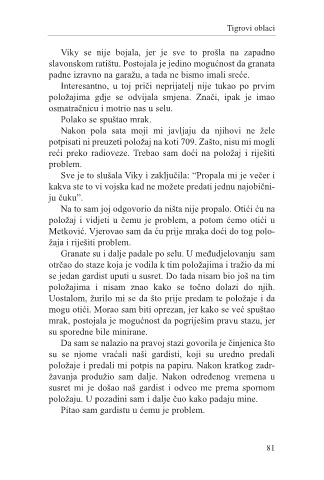 Tigrovi oblaci
Viky se nije bojala, jer je sve to prošla na zapadno
slavonskom ratištu. Postojala je jedino mogućnost da granata
padne izravno na garažu, a tada ne bismo imali sreće.
Interesantno, u toj priči neprijatelj nije tukao po prvim
položajima gdje se odvijala smjena. Znači, ipak je imao
osmatračnicu i motrio nas u selu.
Polako se spuštao mrak.
Nakon pola sata moji mi javljaju da njihovi ne žele
potpisati ni preuzeti položaj na koti 709. Zašto, nisu mi mogli
reći preko radioveze. Trebao sam doći na položaj i riješiti
problem.
Sve je to slušala Viky i zaključila: “Propala mi je večer i
kakva ste to vi vojska kad ne možete predati jednu najobični-
ju čuku”.
Na to sam joj odgovorio da ništa nije propalo. Otići ću na
položaj i vidjeti u čemu je problem, a potom ćemo otići u
Metković. Vjerovao sam da ću prije mraka doći do tog polo-
žaja i riješiti problem.
Granate su i dalje padale po selu. U međudjelovanju sam
otrčao do staze koja je vodila k tim položajima i tražio da mi
se jedan gardist uputi u susret. Do tada nisam bio još na tim
položajima i nisam znao kako se točno dolazi do njih.
Uostalom, žurilo mi se da što prije predam te položaje i da
mogu otići. Morao sam biti oprezan, jer kako se već spuštao
mrak, postojala je mogućnost da pogriješim pravu stazu, jer
su sporedne bile minirane.
Da sam se nalazio na pravoj stazi govorila je činjenica što
su se njome vraćali naši gardisti, koji su uredno predali
položaje i predali mi potpis na papiru. Nakon kratkog zadr-
žavanja produžio sam dalje. Nakon određenog vremena u
susret mi je došao naš gardist i odveo me prema spornom
položaju. U pozadini sam i dalje čuo kako padaju mine.
Pitao sam gardistu u ćemu je problem.
81